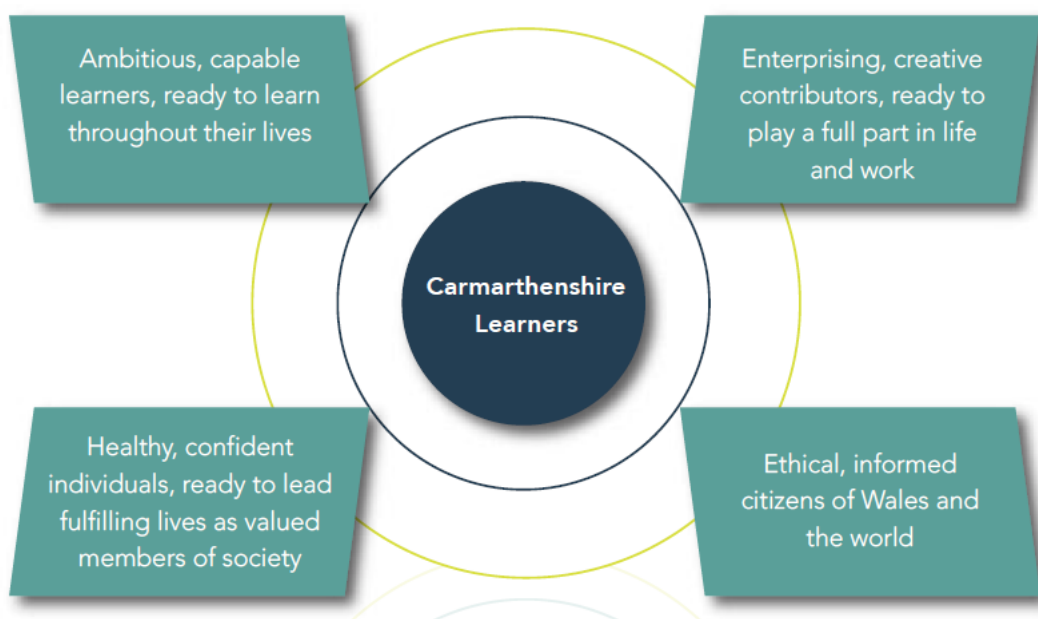 Ambitious, capable
learners, ready to learn
throughout their lives
Enterprising, creative
contributors, ready to
play a full part in life
and work
Carmarthenshire
Learners
Healthy, confident
individuals, ready to lead
fulfilling lives as valued
members of society
Ethical, informed
citizens of Wales and
the world